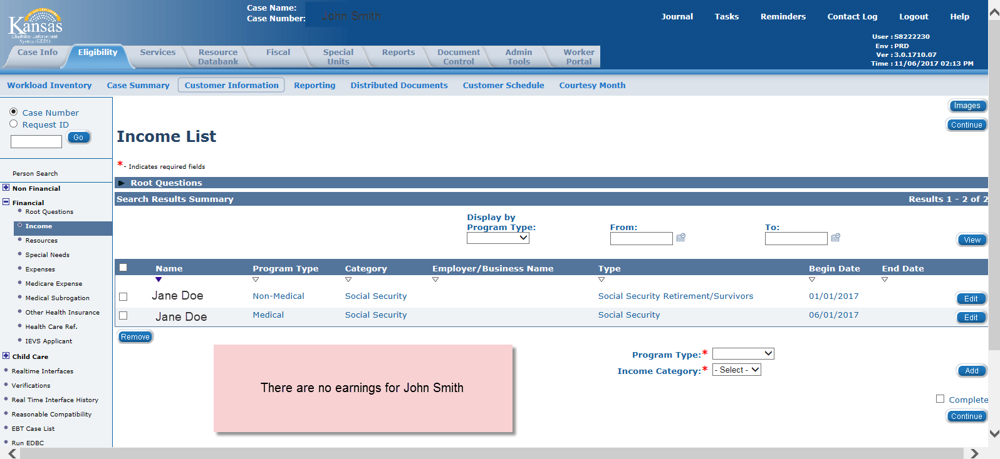 Kansas
Eligibility Enforcement
System (KEES)
Case Name:
Case Number:
John Smith
Journal Tasks Reminders Contact Log Logout Help
User : S8222230
Env : PRD
Ver : 3.0.1710.07
Time : 11/06/2017 02:13 PM
Case Info
Eligibility
Services
Resource
Databank
Fiscal
Special
Units
Reports
Document
Control
Admin
Tools
Worker
Portal
Workload Inventory Case Summary Customer Information Reporting Distributed Documents Customer Schedule Courtesy Month
Case Number
Request ID
Go
Person Search
Non Financial
Financial
Root Questions
Income
Resources
Special Needs
Expenses
Medicare Expense
Medical Subrogation
Other Health Insurance
Health Care Ref.
IEVS Applicant
Child Care
Realtime Interfaces
Verifications
Real Time Interface History
Reasonable Compatibility
EBT Case List
Run EDBC
Images
Continue
Income List
*- Indicates required fields
Root Questions
Search Results Summary Results 1 - 2 of 2
Display by
Program Type:
From:
To:
View
Name Program Type Category Employer/Business Name Type Begin Date End Date
Jane Doe Non-Medical Social Security Social Security Retirement/Survivors 01/01/2017 Edit
Jane Doe Medical Social Security Social Security 06/01/2017 Edit
Remove
Program Type:*
Income Category:* - Select - Add
There are no earnings for John Smith
Complete
Continue